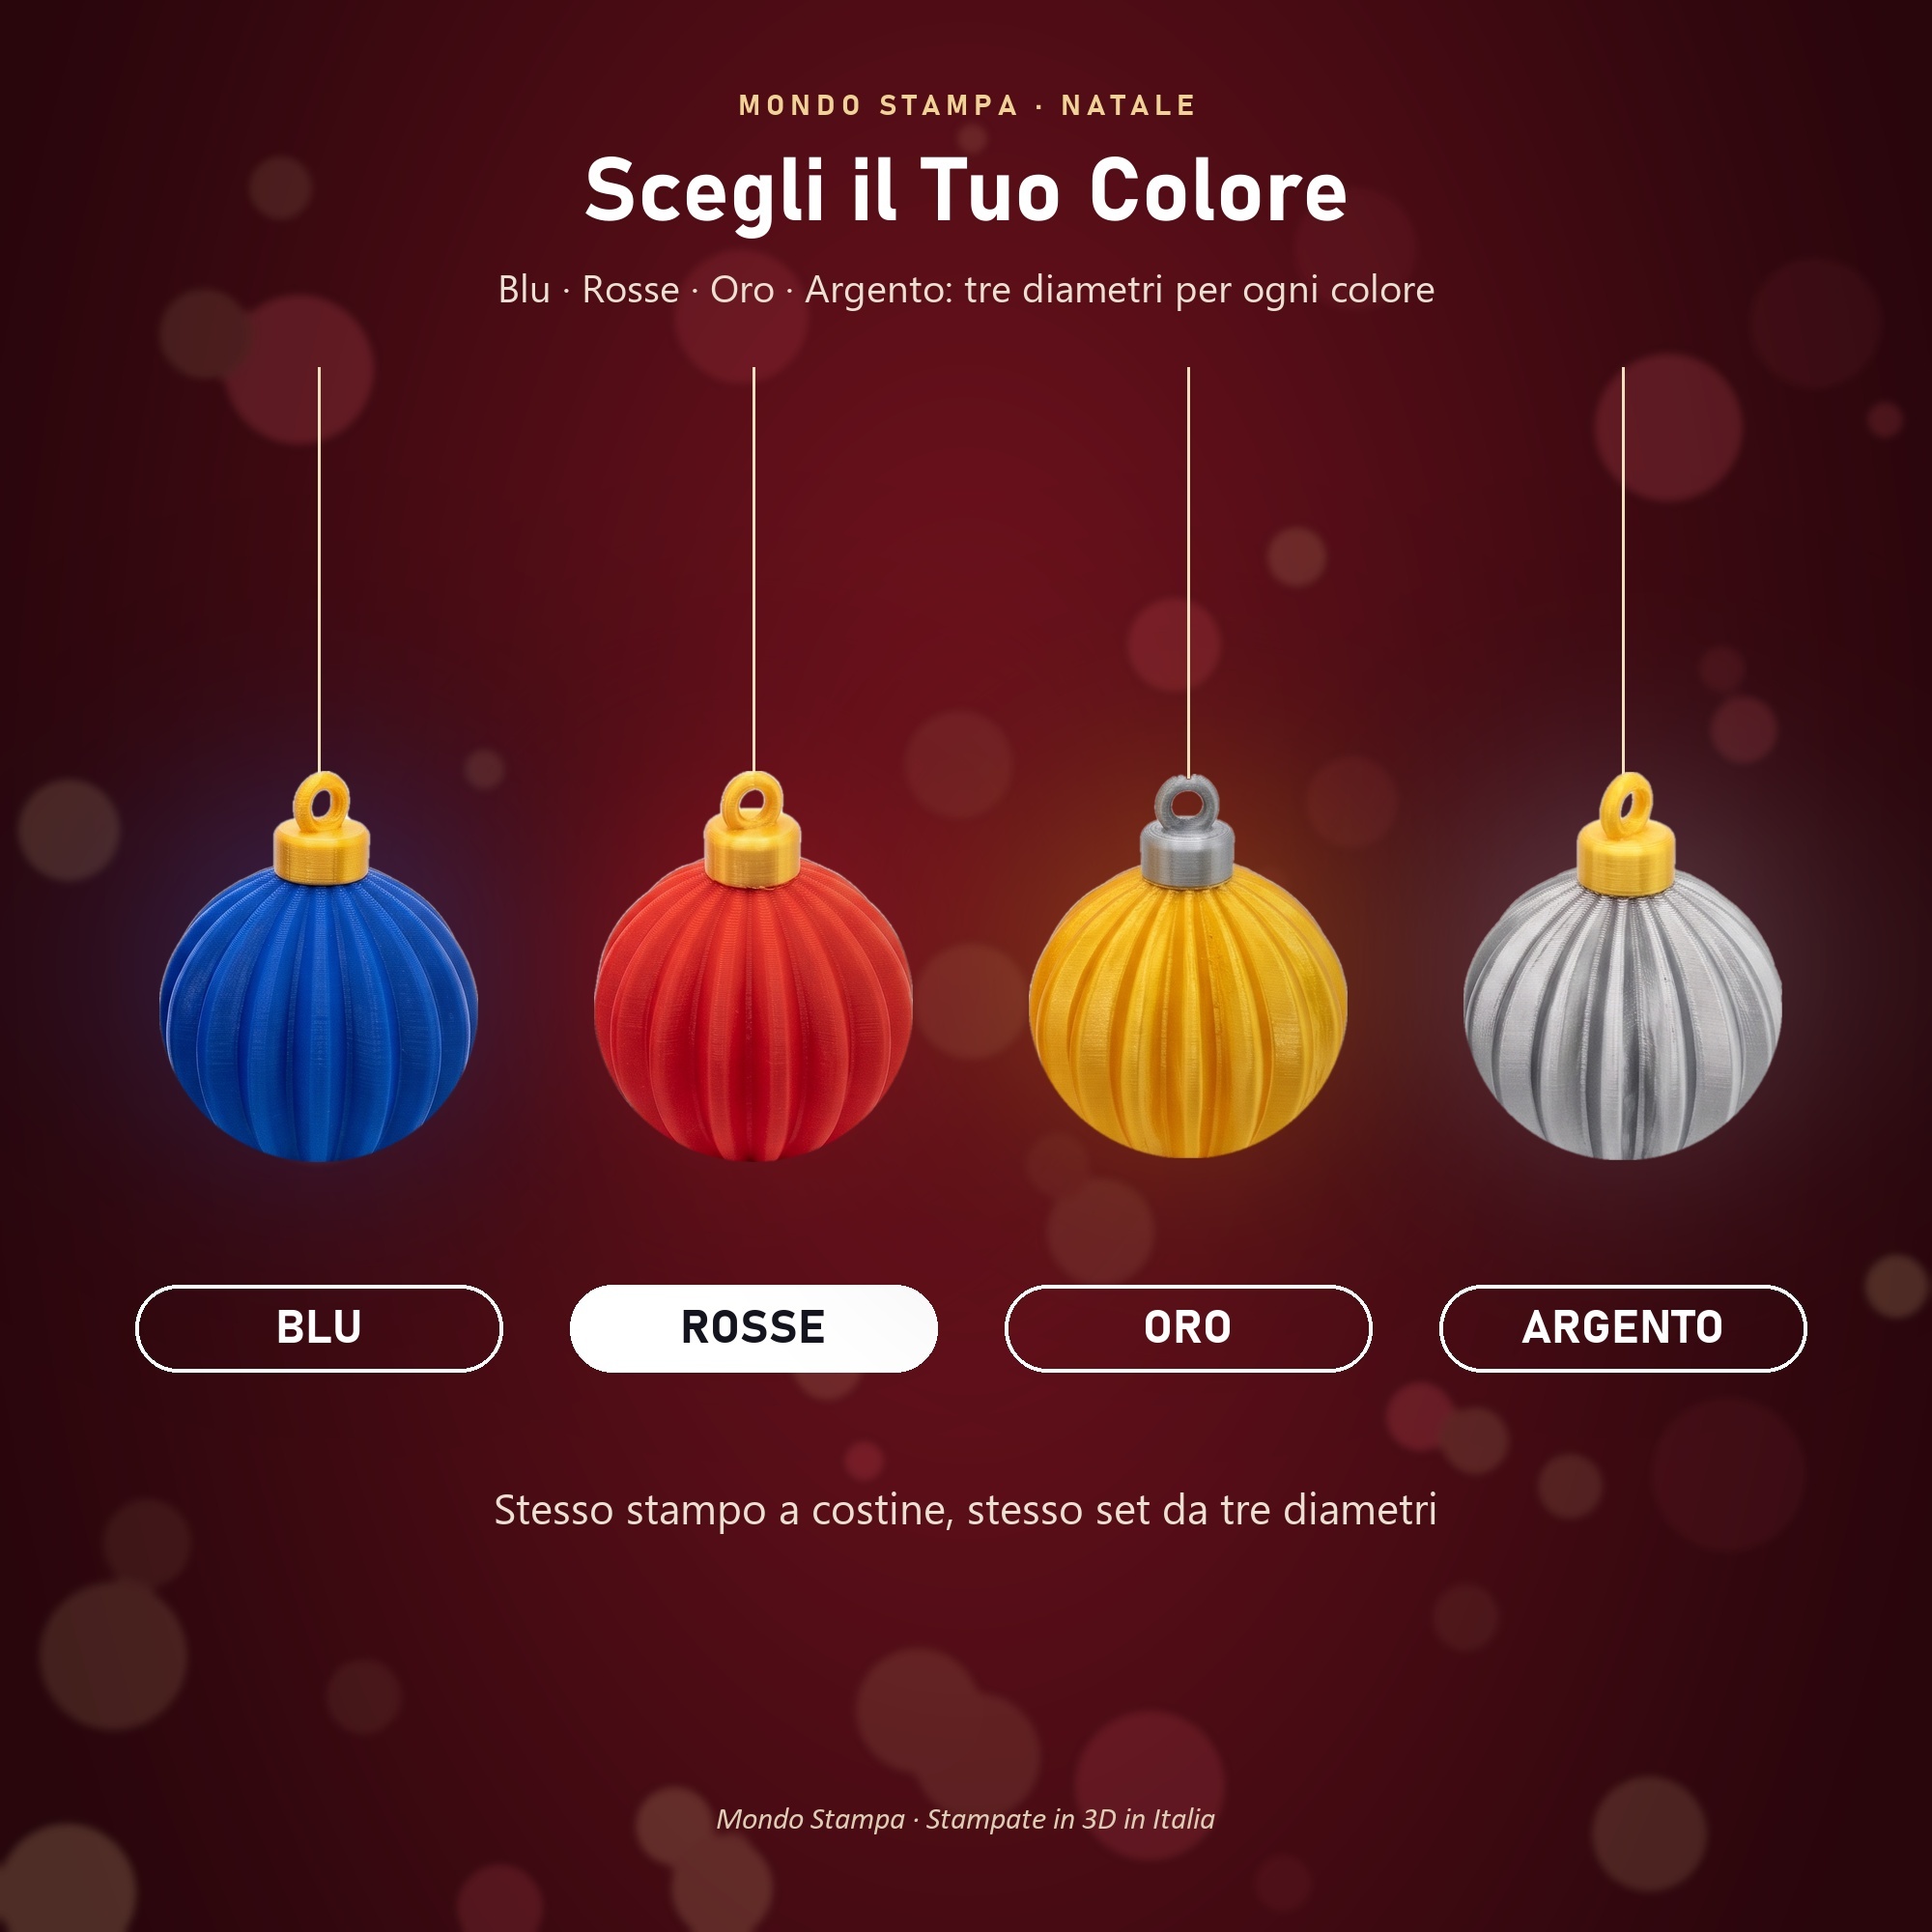 MONDO STAMPA · NATALE
Scegli il Tuo Colore
Blu · Rosse · Oro · Argento: tre diametri per ogni colore
BLU
ROSSE
ORO
ARGENTO
Stesso stampo a costine, stesso set da tre diametri
Mondo Stampa · Stampate in 3D in Italia